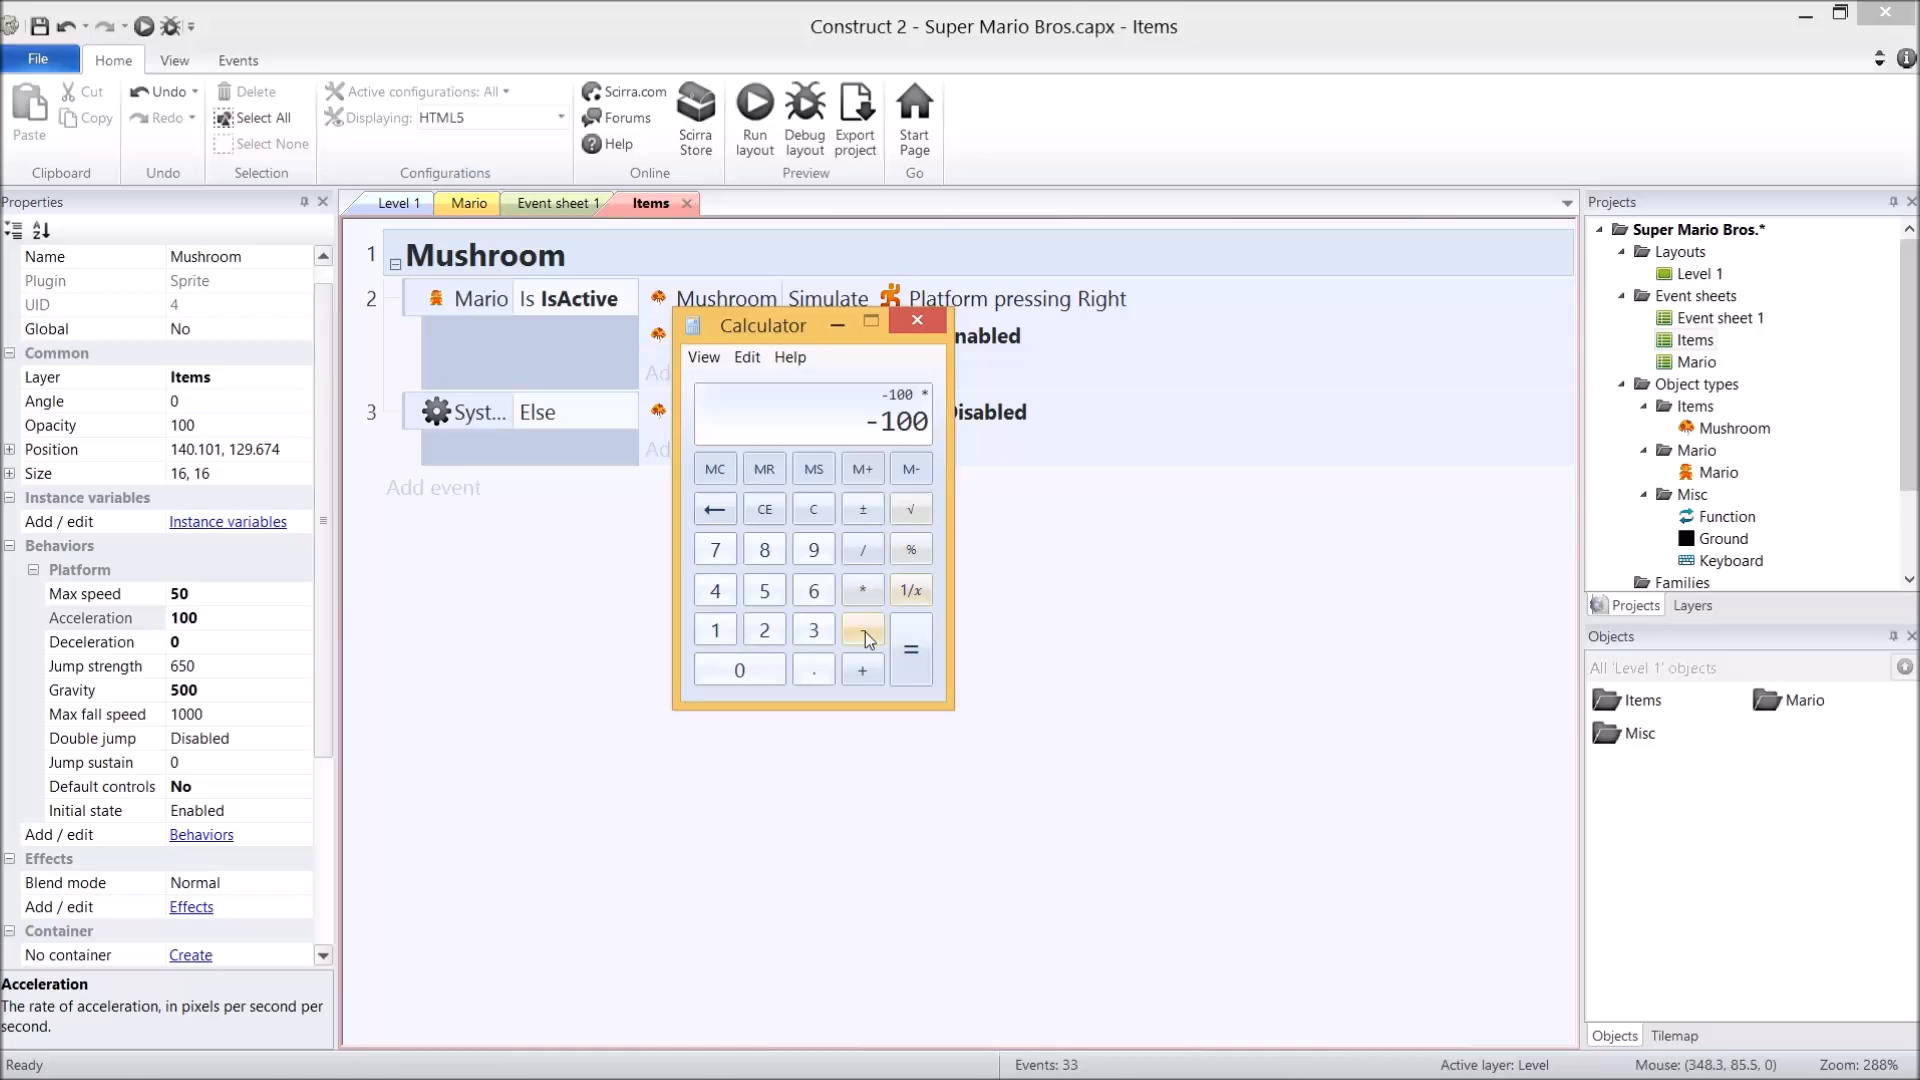 Construct 2 - Super Mario Bros.capx - Items
File Home View Events
Paste
Cut
Copy
Clipboard
Undo
Redo
Undo
Delete
Select All
Select None
Selection
Active configurations: All
Displaying: HTML5
Configurations
Scirra.com
Forums
Help
Scirra Store
Online
Run layout
Debug layout
Export project
Preview
Start Page
Go
Properties
Name Mushroom
Plugin Sprite
UID 4
Global No
Common
Layer Items
Angle 0
Opacity 100
Position 140.101, 129.674
Size 16, 16
Instance variables
Add / edit Instance variables
Behaviors
Platform
Max speed 50
Acceleration 100
Deceleration 0
Jump strength 650
Gravity 500
Max fall speed 1000
Double jump Disabled
Jump sustain 0
Default controls No
Initial state Enabled
Add / edit Behaviors
Effects
Blend mode Normal
Add / edit Effects
Container
No container Create
Acceleration
The rate of acceleration, in pixels per second per
second.
Level 1 Mario Event sheet 1 Items
1 Mushroom
2 Mario Is IsActive Mushroom Simulate Platform pressing Right
nabled
Ad
3 Syst... Else isabled
Ad
Add event
Calculator
View Edit Help
-100 *
-100
MC MR MS M+ M-
← CE C ± √
7 8 9 / %
4 5 6 * 1/x
1 2 3 - =
0 . +
Projects
Super Mario Bros.*
Layouts
Level 1
Event sheets
Event sheet 1
Items
Mario
Object types
Items
Mushroom
Mario
Mario
Misc
Function
Ground
Keyboard
Families
Projects Layers
Objects
All 'Level 1' objects
Items Mario
Misc
Objects Tilemap
Ready Events: 33 Active layer: Level Mouse: (348.3, 85.5, 0) Zoom: 288%